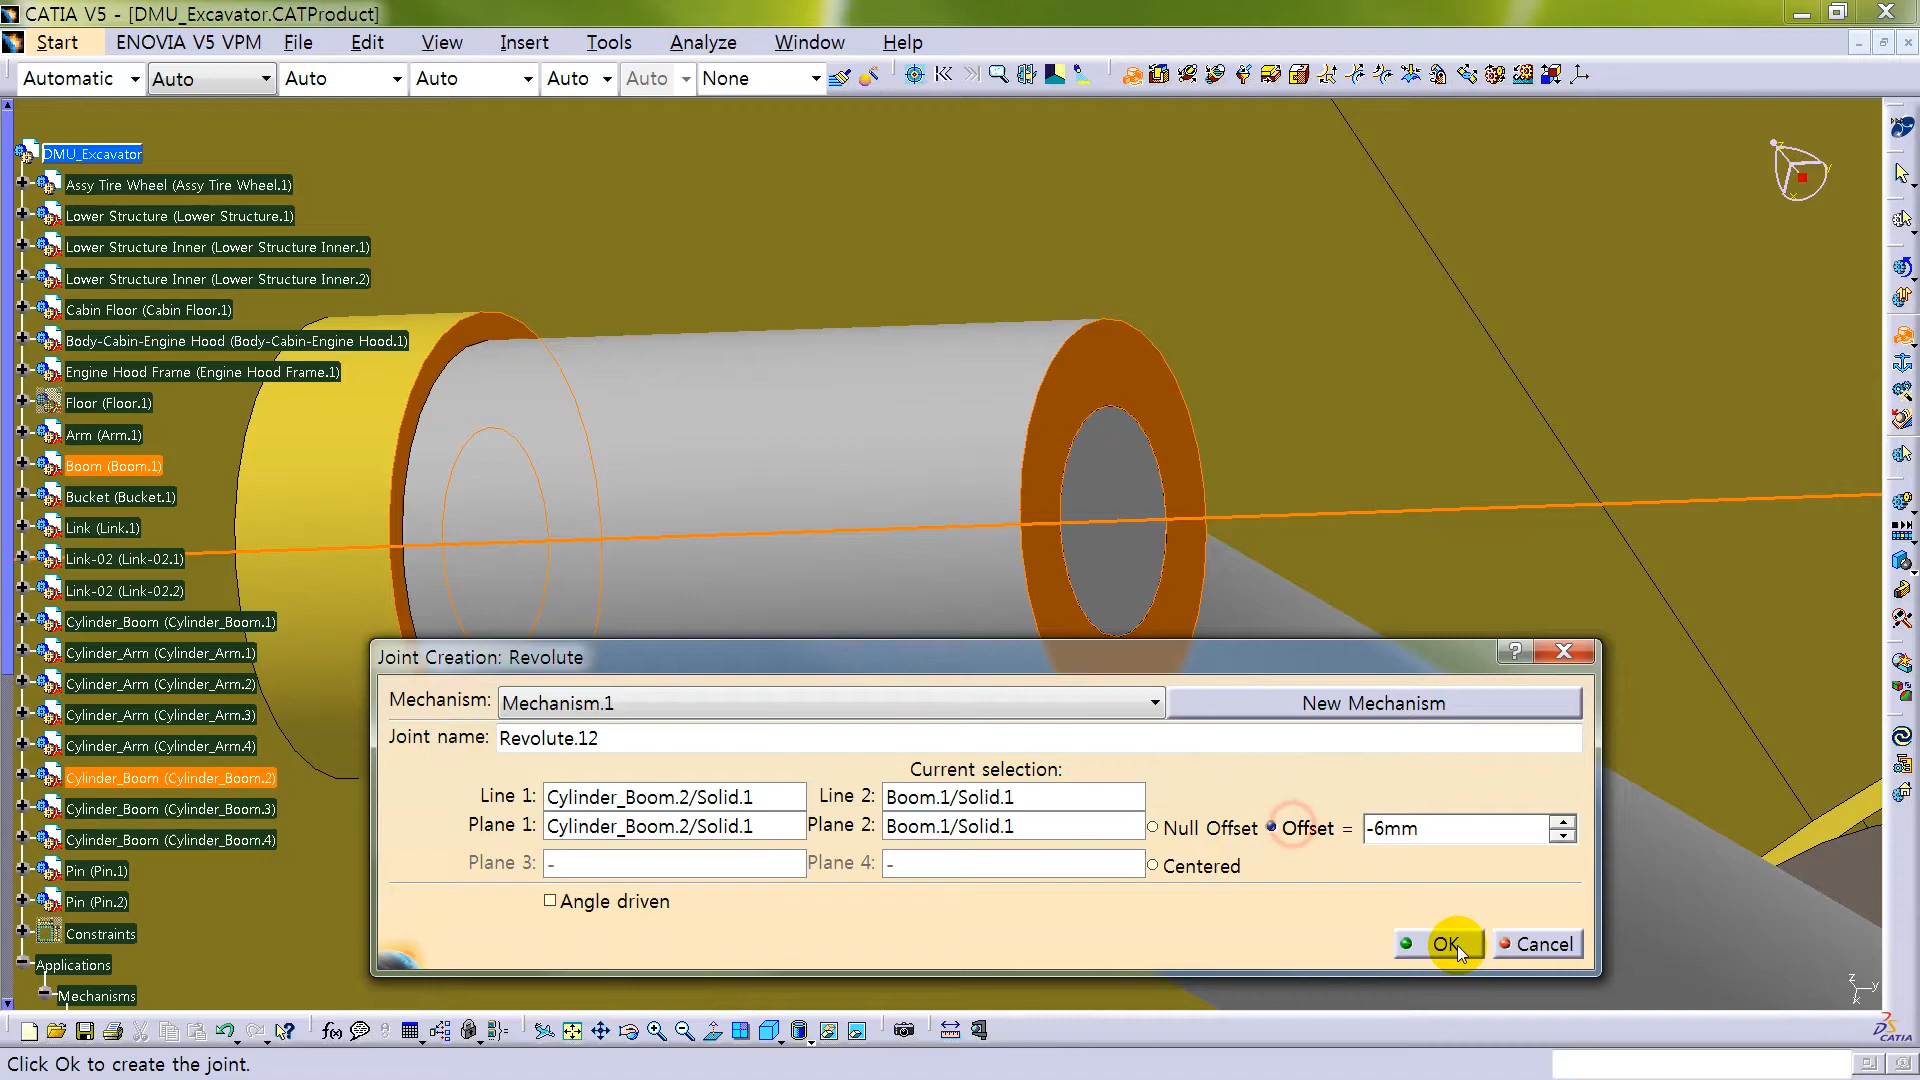 CATIA V5 - [DMU_Excavator.CATProduct]
Start ENOVIA V5 VPM File Edit View Insert Tools Analyze Window Help
Automatic Auto Auto Auto Auto Auto None
DMU_Excavator
Assy Tire Wheel (Assy Tire Wheel.1)
Lower Structure (Lower Structure.1)
Lower Structure Inner (Lower Structure Inner.1)
Lower Structure Inner (Lower Structure Inner.2)
Cabin Floor (Cabin Floor.1)
Body-Cabin-Engine Hood (Body-Cabin-Engine Hood.1)
Engine Hood Frame (Engine Hood Frame.1)
Floor (Floor.1)
Arm (Arm.1)
Boom (Boom.1)
Bucket (Bucket.1)
Link (Link.1)
Link-02 (Link-02.1)
Link-02 (Link-02.2)
Cylinder_Boom (Cylinder_Boom.1)
Cylinder_Arm (Cylinder_Arm.1)
Cylinder_Arm (Cylinder_Arm.2)
Cylinder_Arm (Cylinder_Arm.3)
Cylinder_Arm (Cylinder_Arm.4)
Cylinder_Boom (Cylinder_Boom.2)
Cylinder_Boom (Cylinder_Boom.3)
Cylinder_Boom (Cylinder_Boom.4)
Pin (Pin.1)
Pin (Pin.2)
Constraints
Applications
Mechanisms
Joint Creation: Revolute
Mechanism: Mechanism.1 New Mechanism
Joint name: Revolute.12
Current selection:
Line 1: Cylinder_Boom.2/Solid.1 Line 2: Boom.1/Solid.1
Plane 1: Cylinder_Boom.2/Solid.1 Plane 2: Boom.1/Solid.1 Null Offset Offset = -6mm
Plane 3: - Plane 4: - Centered
Angle driven
OK Cancel
z y x
f(x)
CATIA
Click Ok to create the joint.